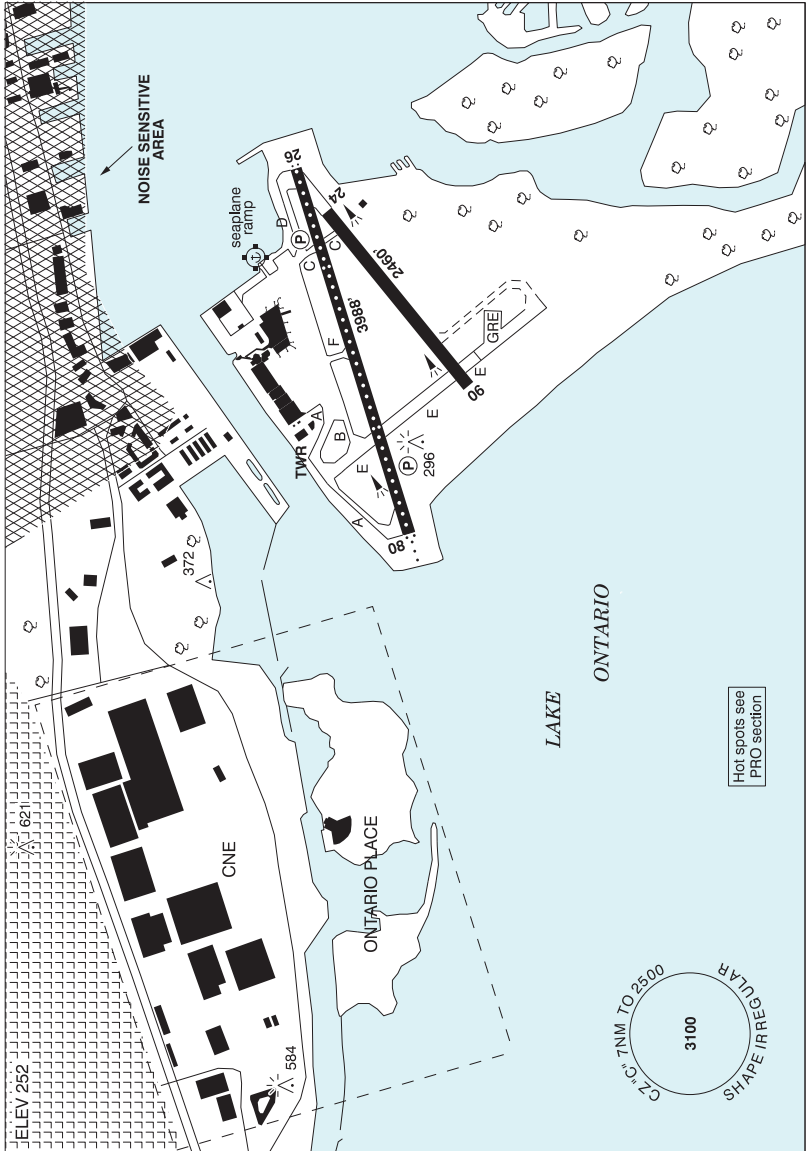 ELEV 252
621
NOISE SENSITIVE
AREA
372
CNE
584
seaplane
ramp
TWR
A
A
B
E
F
D
P
C
C
26
24
3988'
2460'
08
P
296
E
E
06
GRE
ONTARIO PLACE
LAKE
ONTARIO
CZ "C" 7NM TO 2500
3100
SHAPE IRREGULAR
Hot spots see
PRO section